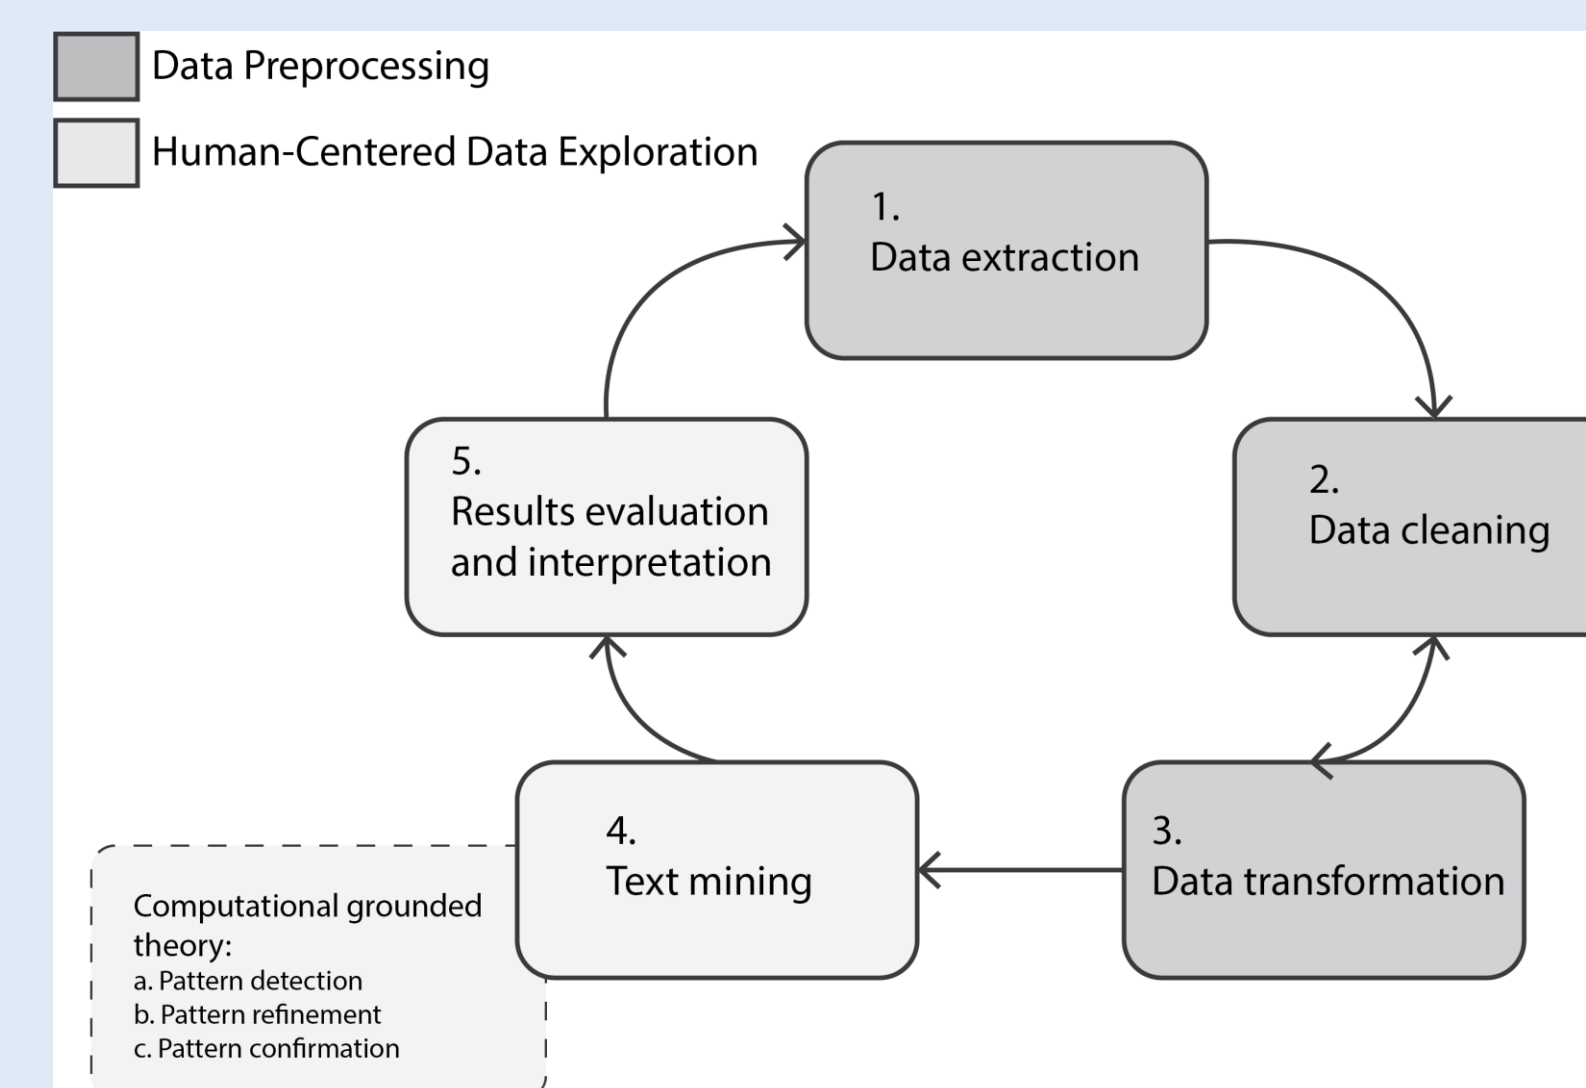 Data Preprocessing
Human-Centered Data Exploration
1.
Data extraction
2.
Data cleaning
3.
Data transformation
4.
Text mining
5.
Results evaluation
and interpretation
Computational grounded
theory:
a. Pattern detection
b. Pattern refinement
c. Pattern confirmation